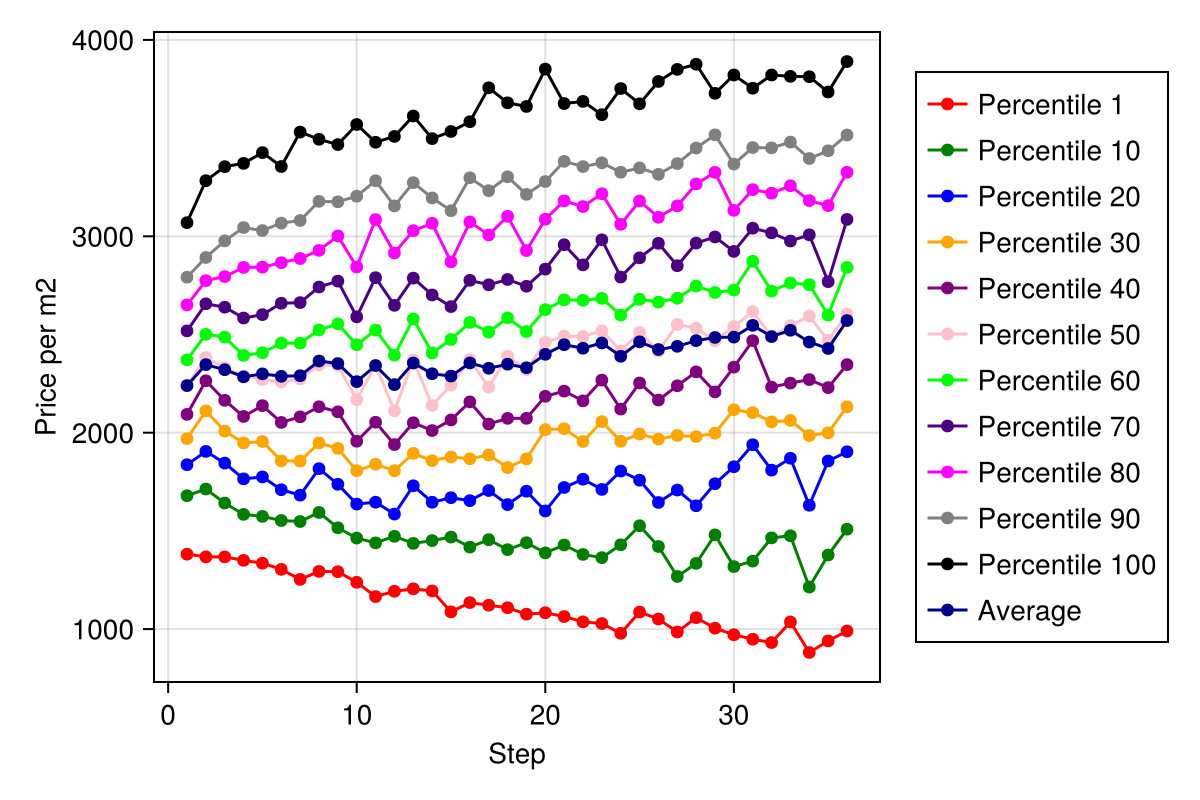 4000
3000
2000
1000
Price per m2
0 10 20 30
Step
Percentile 1
Percentile 10
Percentile 20
Percentile 30
Percentile 40
Percentile 50
Percentile 60
Percentile 70
Percentile 80
Percentile 90
Percentile 100
Average